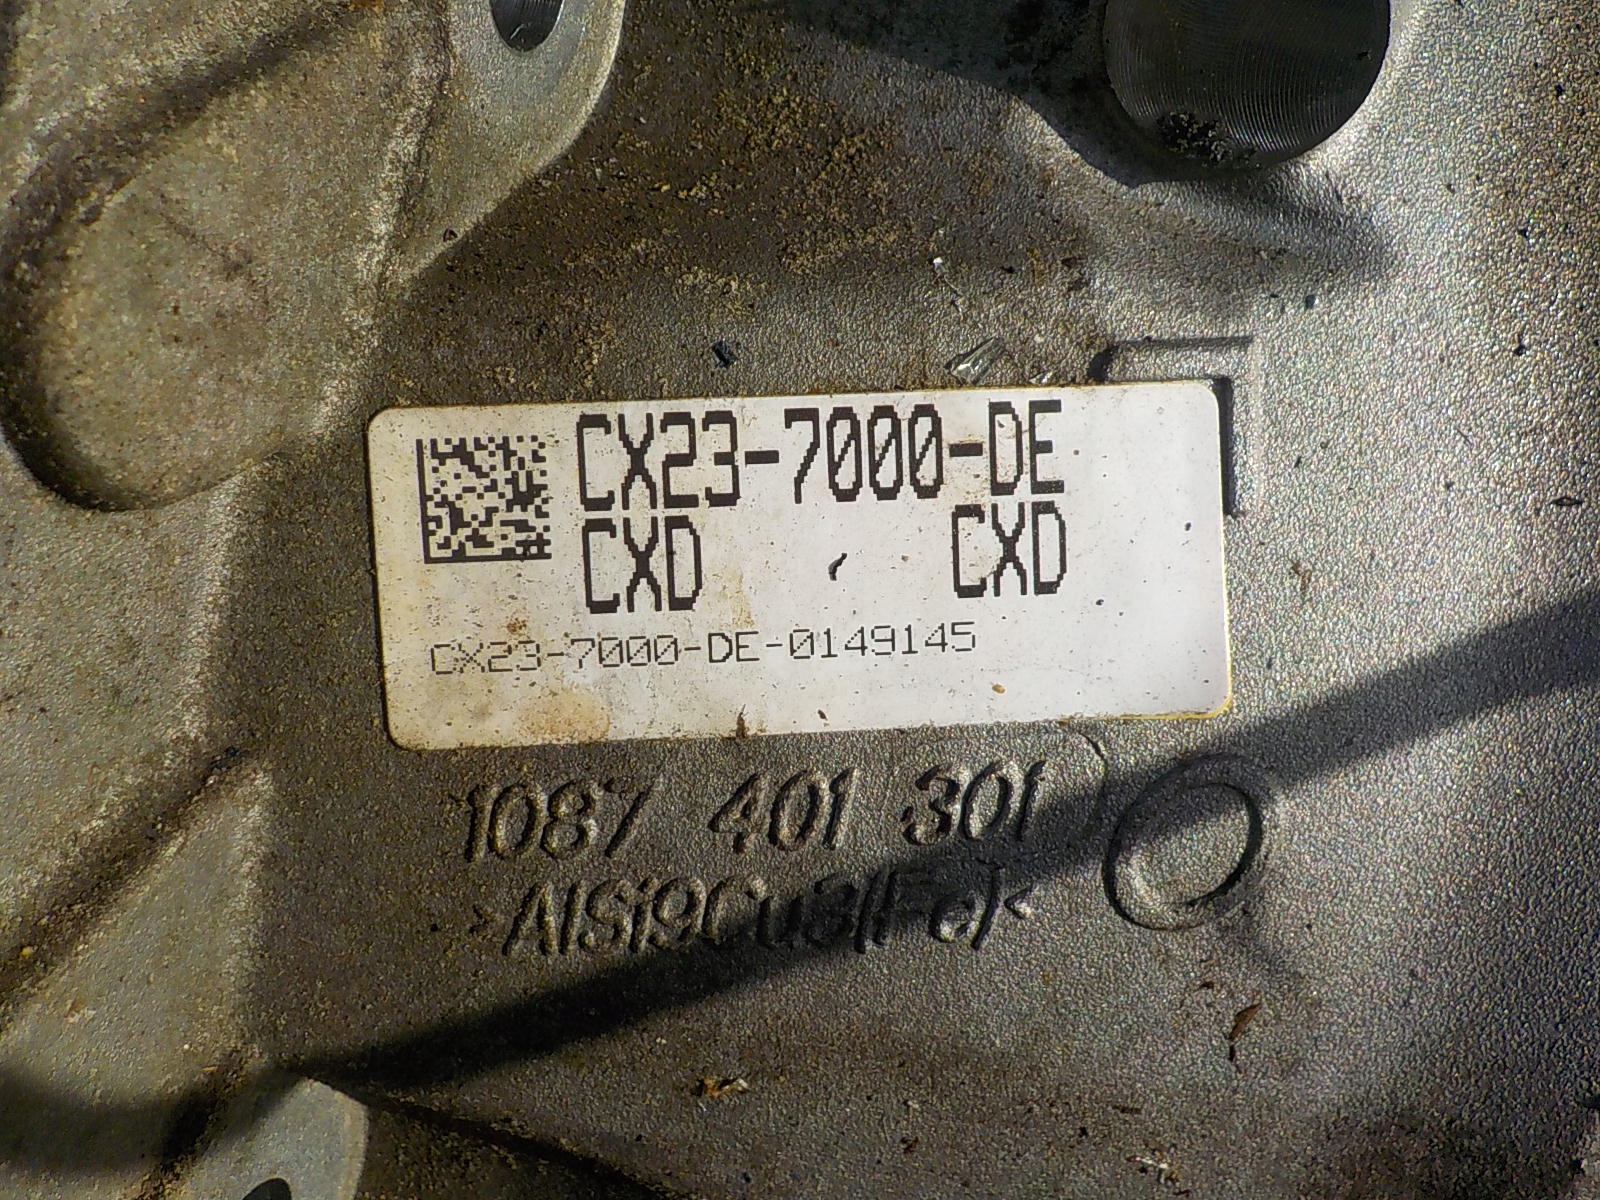 CX23-7000-DE
CXD CXD
CX23-7000-DE-0149145
1087 401 301
>AlSi9Cu3(Fe)<